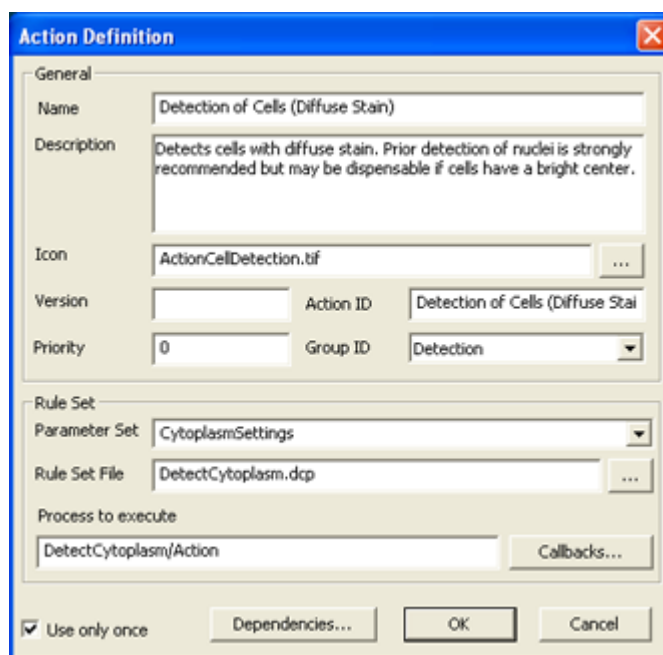 Action Definition
General
Name Detection of Cells (Diffuse Stain)
Description Detects cells with diffuse stain. Prior detection of nuclei is strongly
recommended but may be dispensable if cells have a bright center.
Icon ActionCellDetection.tif ...
Version Action ID Detection of Cells (Diffuse Stai
Priority 0 Group ID Detection
Rule Set
Parameter Set CytoplasmSettings
Rule Set File DetectCytoplasm.dcp ...
Process to execute
DetectCytoplasm/Action Callbacks...
Use only once Dependencies... OK Cancel